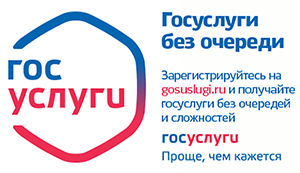 гос
услуги
Госуслуги
без очереди
Зарегистрируйтесь на
gosuslugi.ru и получайте
госуслуги без очередей
и сложностей
госуслуги
Проще, чем кажется